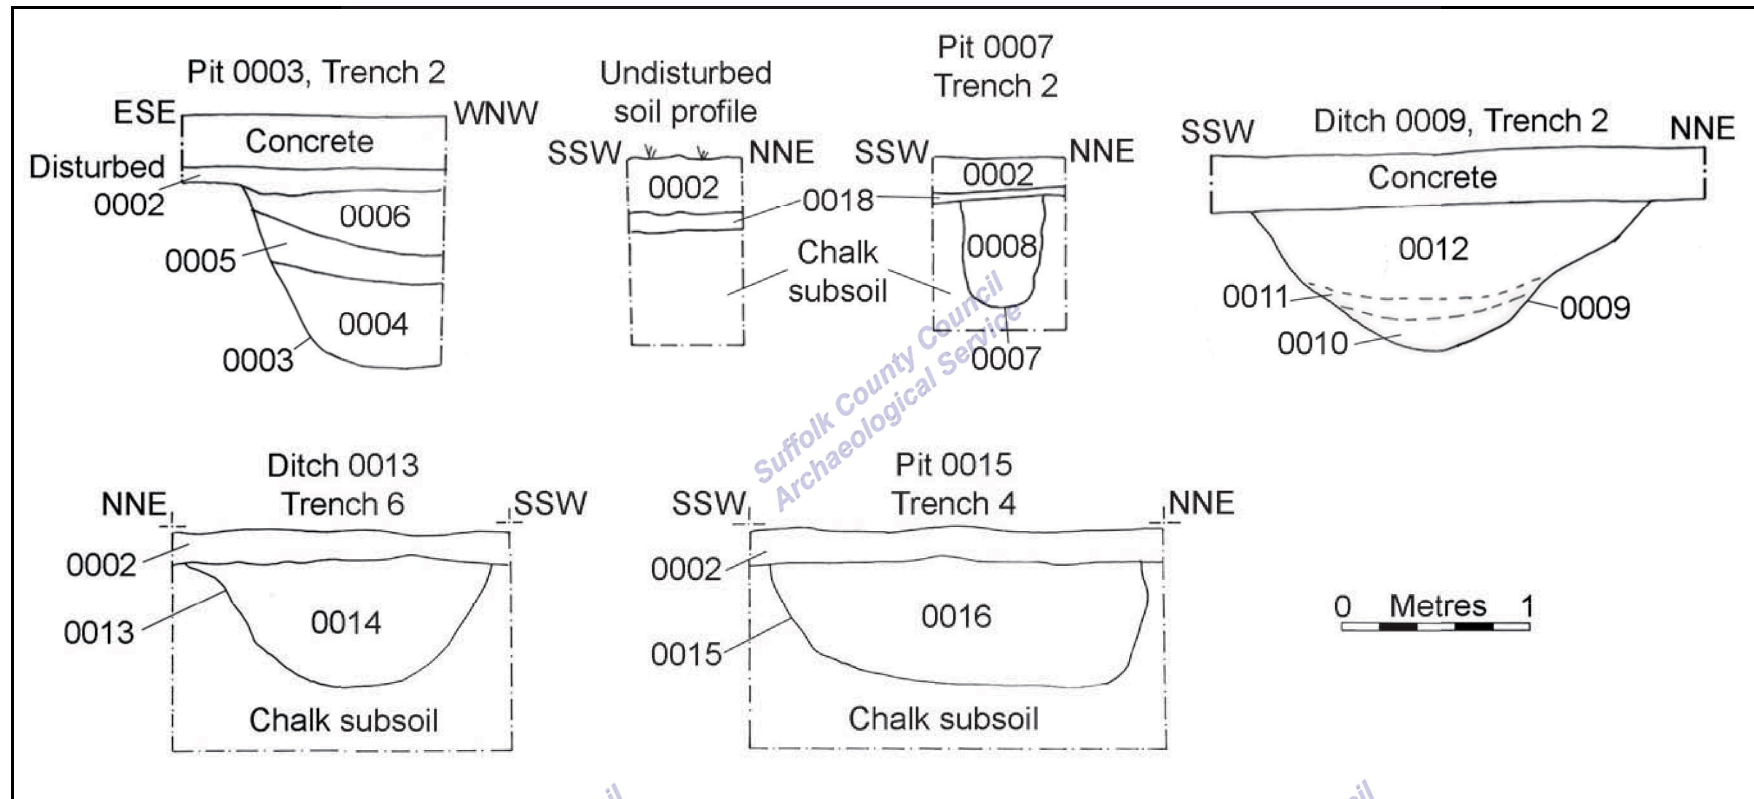 Pit 0003, Trench 2
ESE WNW
Concrete
Disturbed
0002
0006
0005
0004
0003
Undisturbed
soil profile
SSW NNE
0002
0018
Chalk
subsoil
Pit 0007
Trench 2
SSW NNE
0002
0008
0007
Ditch 0009, Trench 2
SSW NNE
Concrete
0012
0011
0009
0010
Suffolk County Council
Archaeological Service
Ditch 0013
Trench 6
NNE SSW
0002
0014
0013
Chalk subsoil
Pit 0015
Trench 4
SSW NNE
0002
0016
0015
Chalk subsoil
0 Metres 1